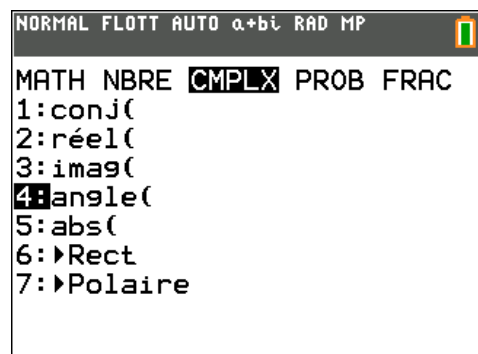 NORMAL FLOTT AUTO a+bi RAD MP
MATH NBRE CMPLX PROB FRAC
1:conj(
2:réel(
3:imag(
4:angle(
5:abs(
6:▶Rect
7:▶Polaire